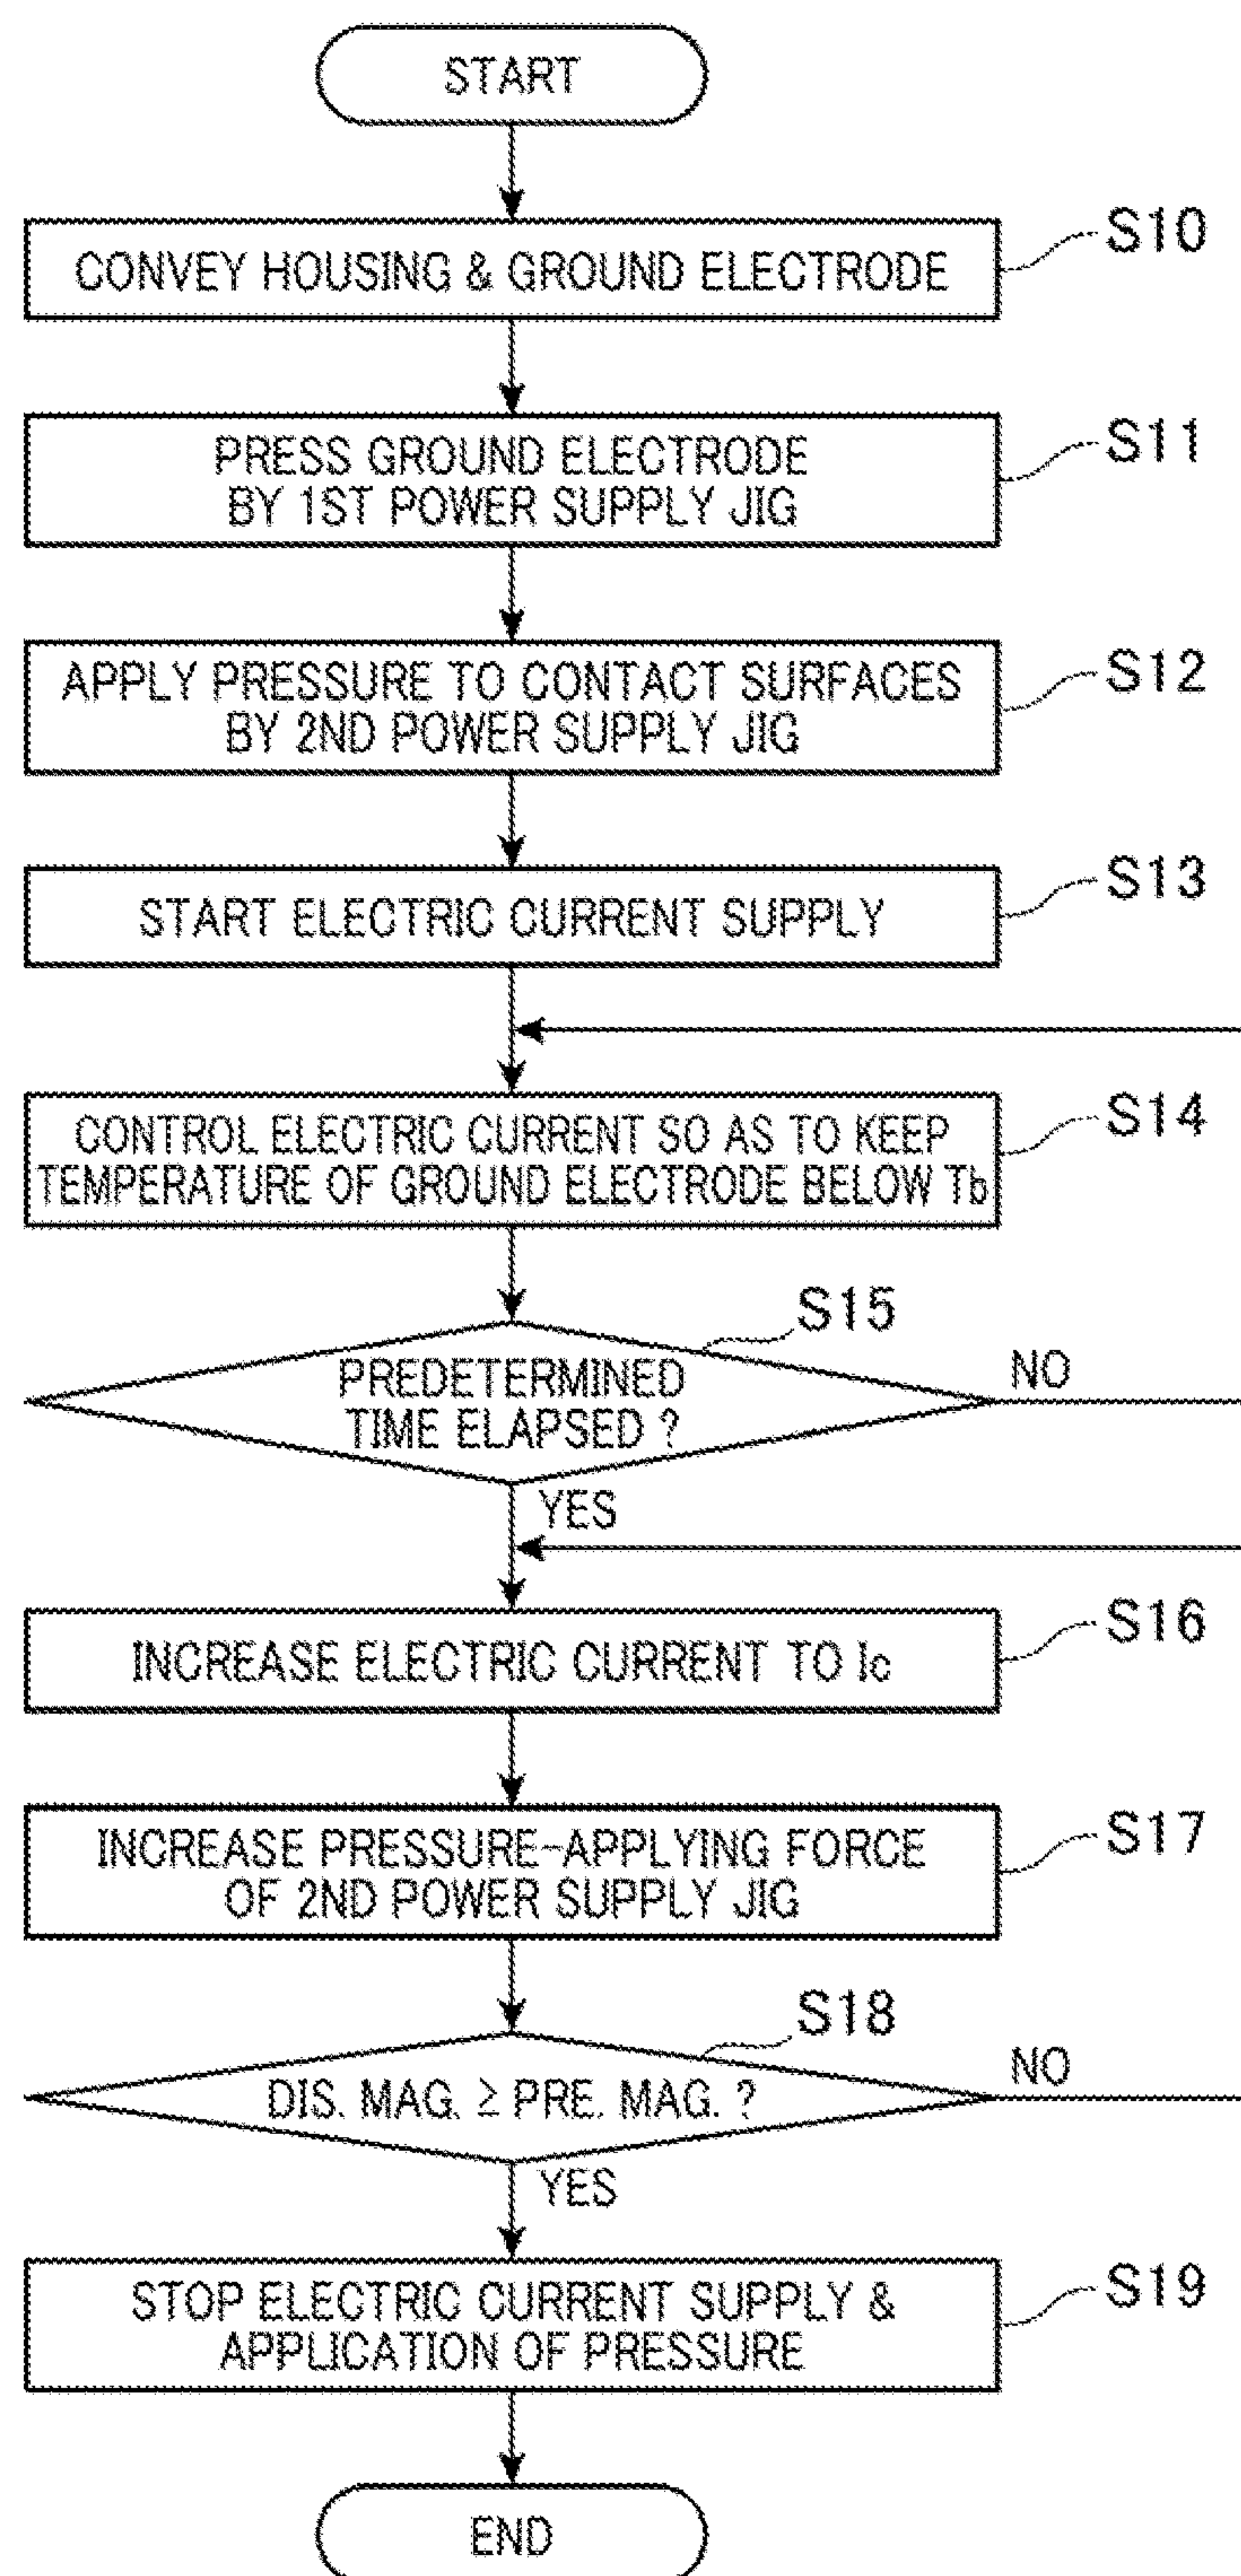 START
S10
CONVEY HOUSING & GROUND ELECTRODE
S11
PRESS GROUND ELECTRODE
BY 1ST POWER SUPPLY JIG
S12
APPLY PRESSURE TO CONTACT SURFACES
BY 2ND POWER SUPPLY JIG
S13
START ELECTRIC CURRENT SUPPLY
S14
CONTROL ELECTRIC CURRENT SO AS TO KEEP
TEMPERATURE OF GROUND ELECTRODE BELOW Tb
S15
PREDETERMINED
TIME ELAPSED ?
NO
YES
S16
INCREASE ELECTRIC CURRENT TO Ic
S17
INCREASE PRESSURE-APPLYING FORCE
OF 2ND POWER SUPPLY JIG
S18
DIS. MAG. ≥ PRE. MAG. ?
NO
YES
S19
STOP ELECTRIC CURRENT SUPPLY &
APPLICATION OF PRESSURE
END